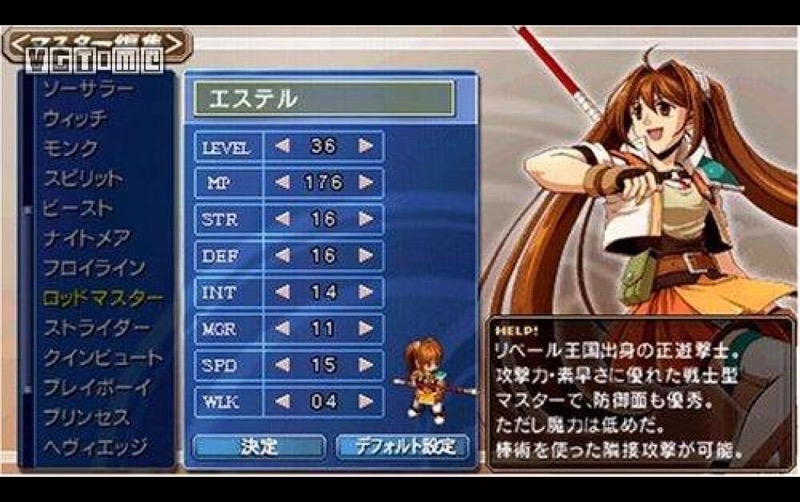 <マスター編集>
VGTIME
ソーサラー
ウィッチ
モンク
スピリット
ビースト
ナイトメア
フロイライン
ロッドマスター
ストライダー
クインビュート
プレイボーイ
プリンセス
ヘヴィエッジ
エステル
LEVEL 36
MP 176
STR 16
DEF 16
INT 14
MGR 11
SPD 15
WLK 04
決定 デフォルト設定
HELP!
リベール王国出身の正遊撃士。
攻撃力・素早さに優れた戦士型
マスターで、防御面も優秀。
ただし魔力は低めだ。
棒術を使った隣接攻撃が可能。